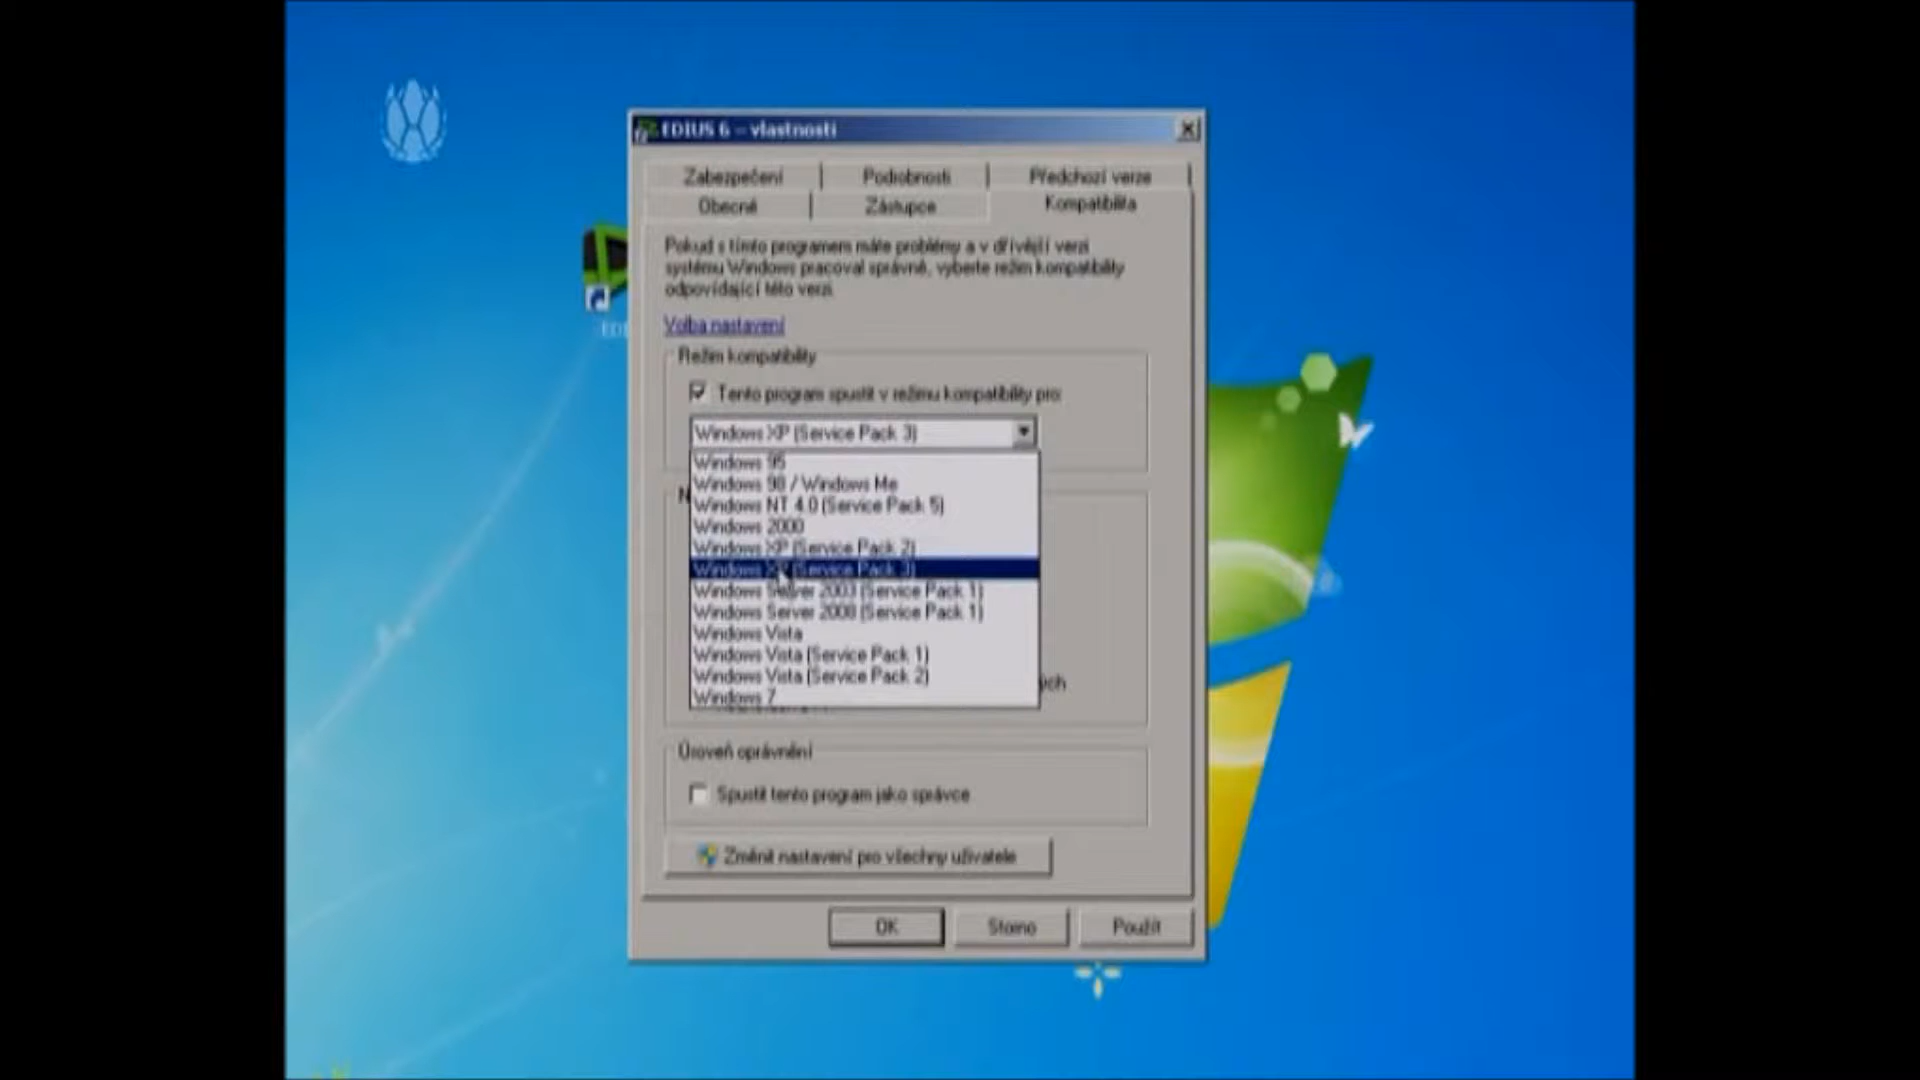 EDIUS 6 – vlastnosti
Zabezpečení
Podrobnosti
Předchozí verze
Obecné
Zástupce
Kompatibilita
Pokud s tímto programem máte problémy a v dřívější verzi
systému Windows pracoval správně, vyberte režim kompatibility
odpovídající této verzi.
Volba nastavení
Režim kompatibility
Tento program spustit v režimu kompatibility pro:
Windows XP (Service Pack 3)
Windows 95
Windows 98 / Windows Me
Windows NT 4.0 (Service Pack 5)
Windows 2000
Windows XP (Service Pack 2)
Windows XP (Service Pack 3)
Windows Server 2003 (Service Pack 1)
Windows Server 2008 (Service Pack 1)
Windows Vista
Windows Vista (Service Pack 1)
Windows Vista (Service Pack 2)
Windows 7
Úroveň oprávnění
Spustit tento program jako správce
Změnit nastavení pro všechny uživatele
OK
Storno
Použít